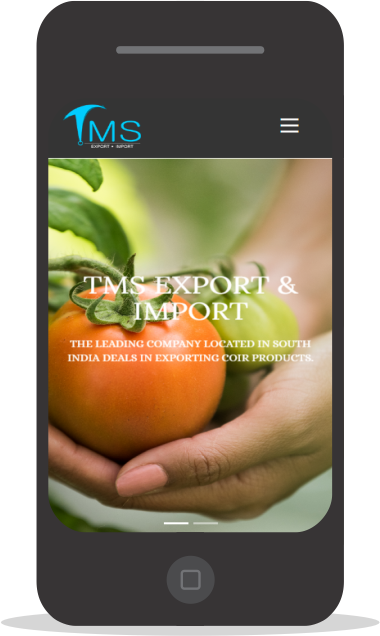 TMS
EXPORT + IMPORT
TMS EXPORT &
IMPORT
THE LEADING COMPANY LOCATED IN SOUTH
INDIA DEALS IN EXPORTING COIR PRODUCTS.